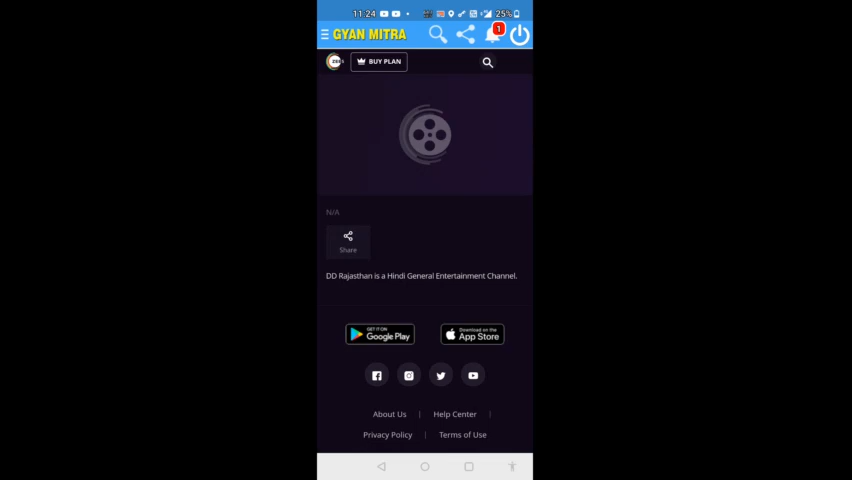 11:24
25%
GYAN MITRA
1
BUY PLAN
N/A
Share
DD Rajasthan is a Hindi General Entertainment Channel.
GET IT ON
Google Play
Download on the
App Store
About Us | Help Center |
Privacy Policy | Terms of Use